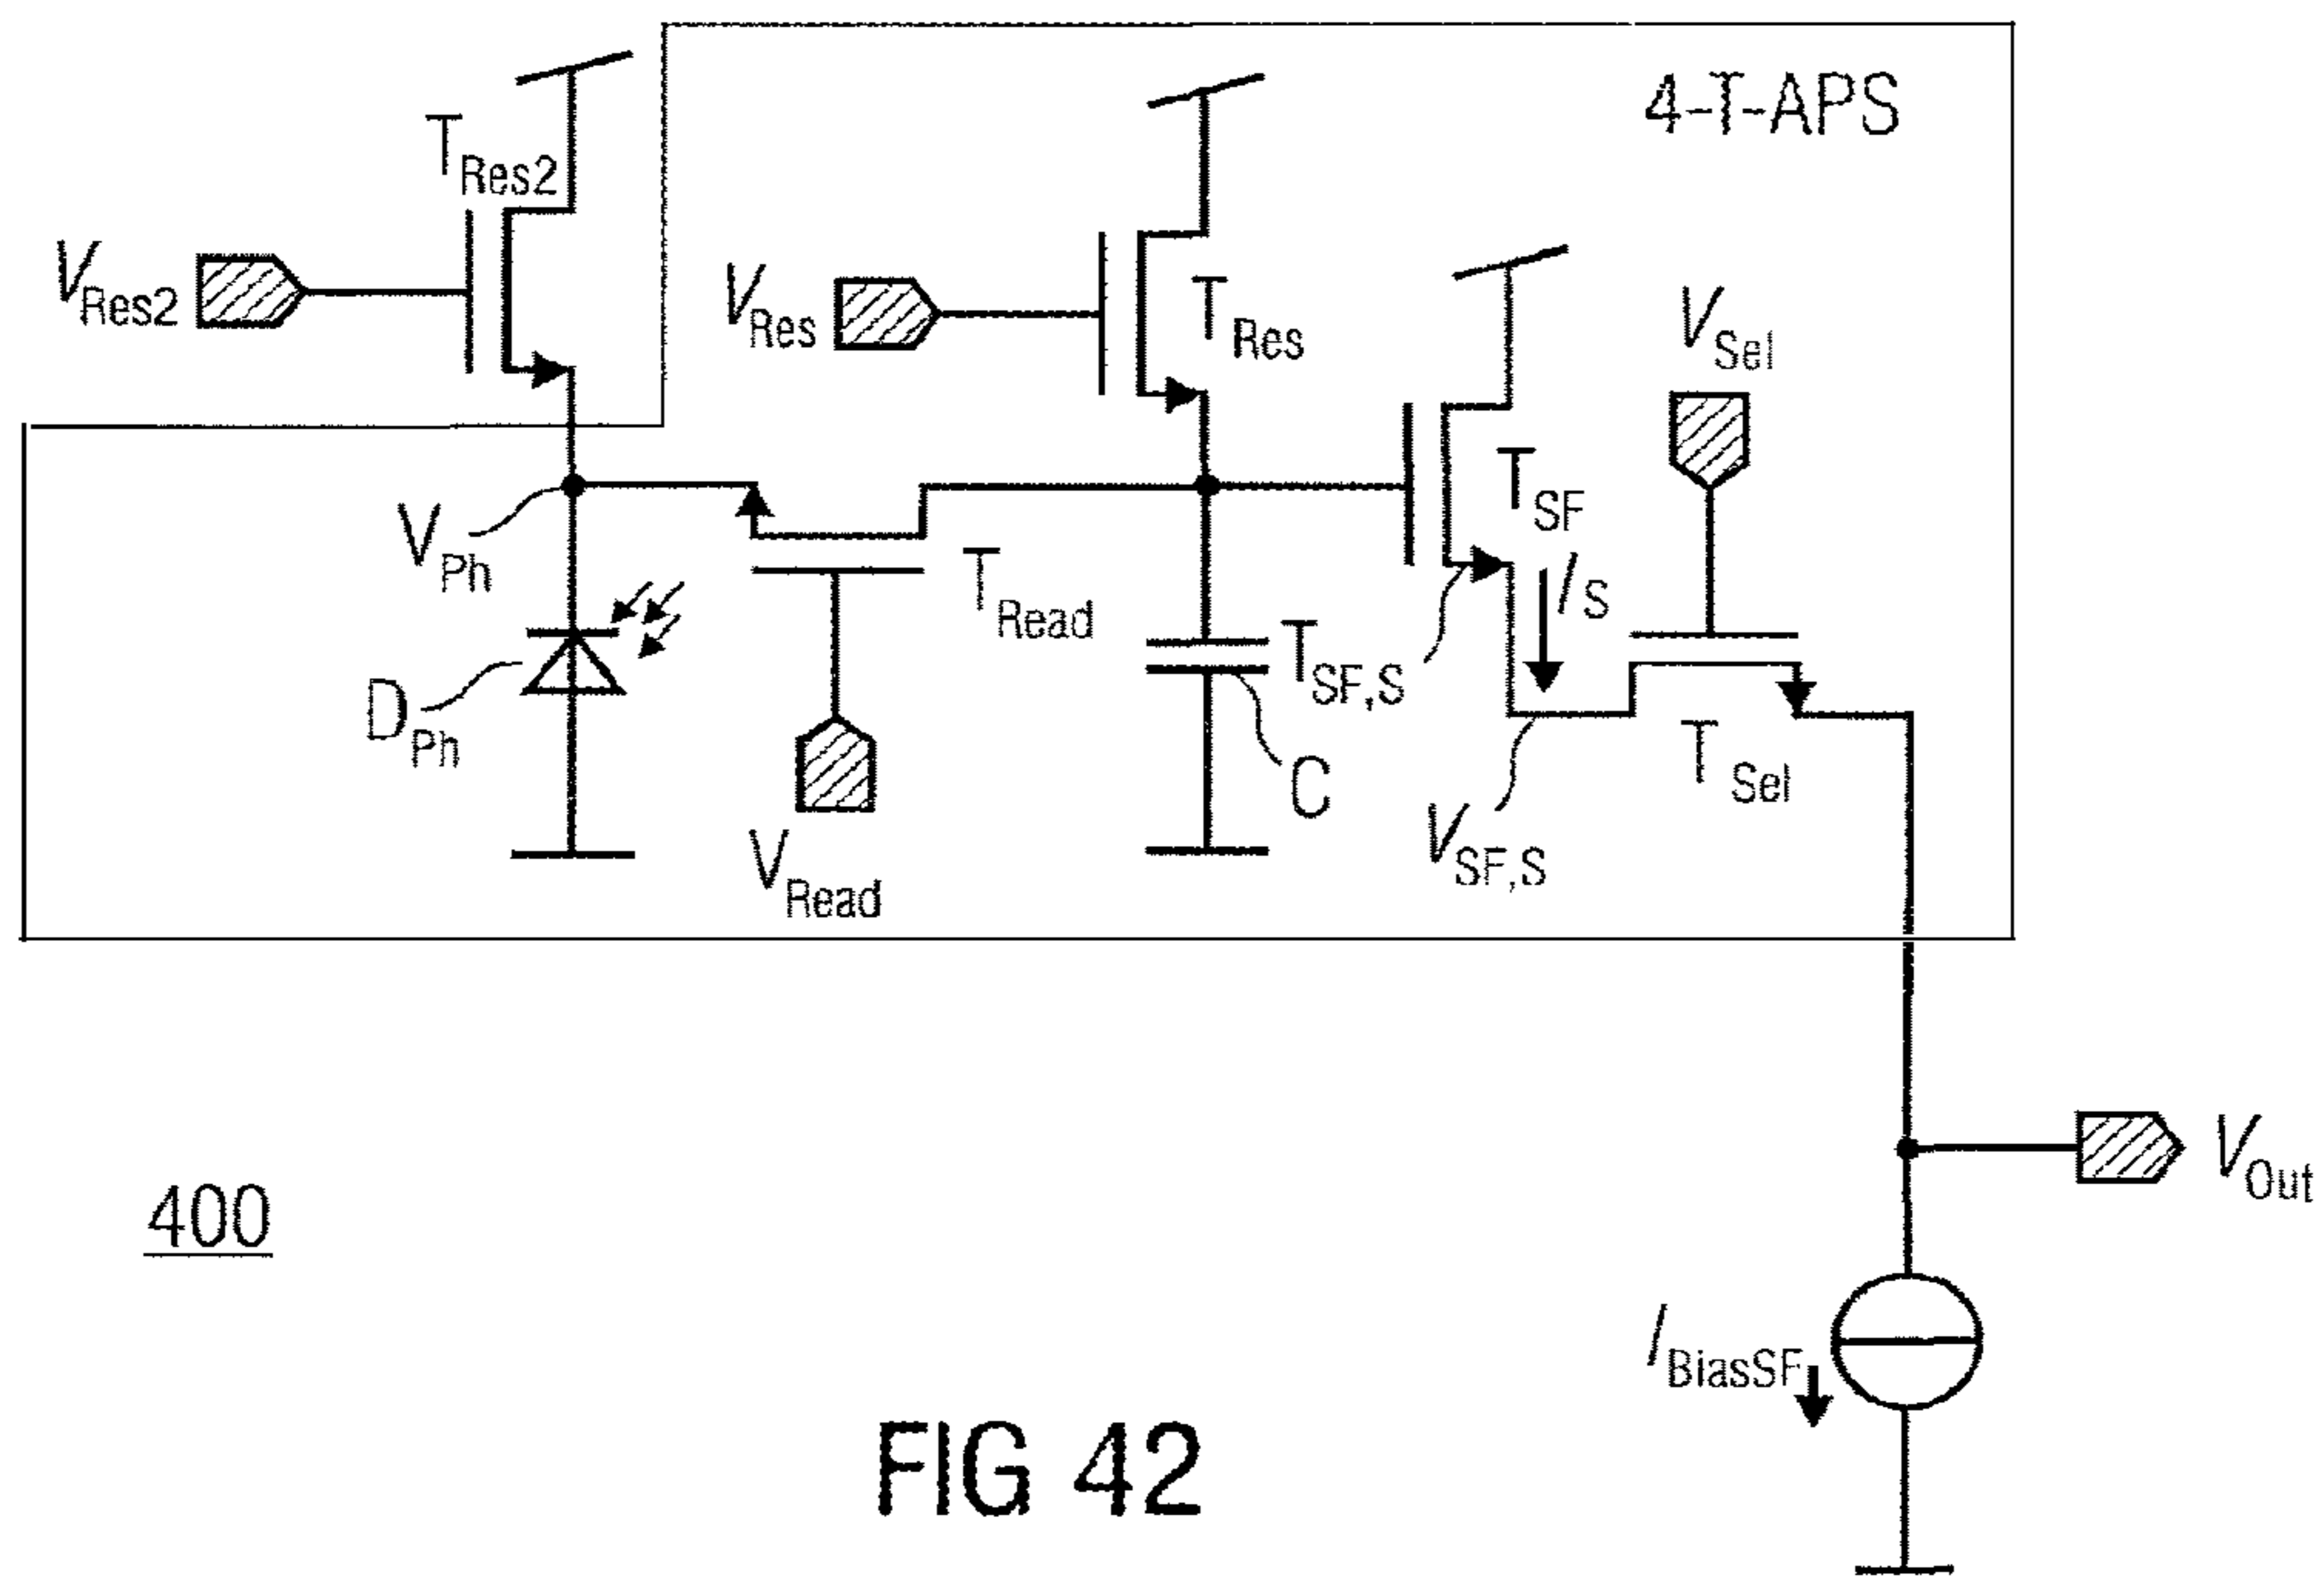 4-T-APS
T_Res2
V_Res2
V_Res
T_Res
V_Sel
T_SF
V_Ph
I_S
T_Read
T_SF,S
D_Ph
T_Sel
C
V_Read
V_SF,S
V_Out
400
I_BiasSF
FIG 42